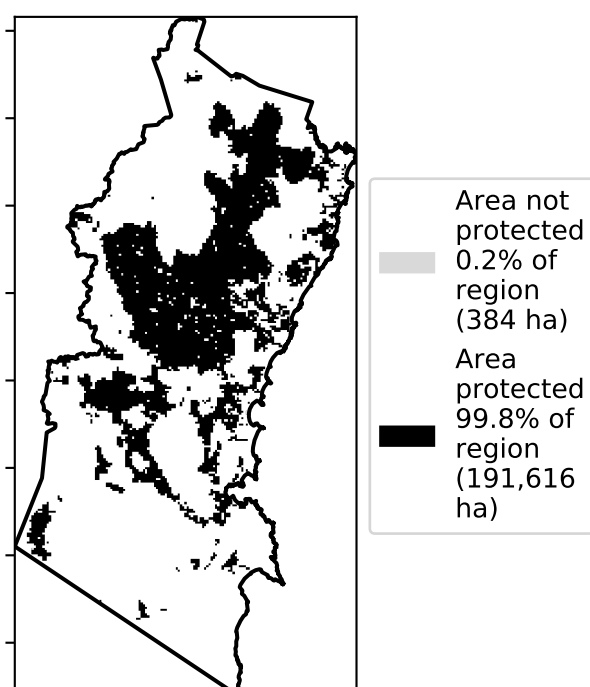 Area not
protected
0.2% of
region
(384 ha)
Area
protected
99.8% of
region
(191,616
ha)